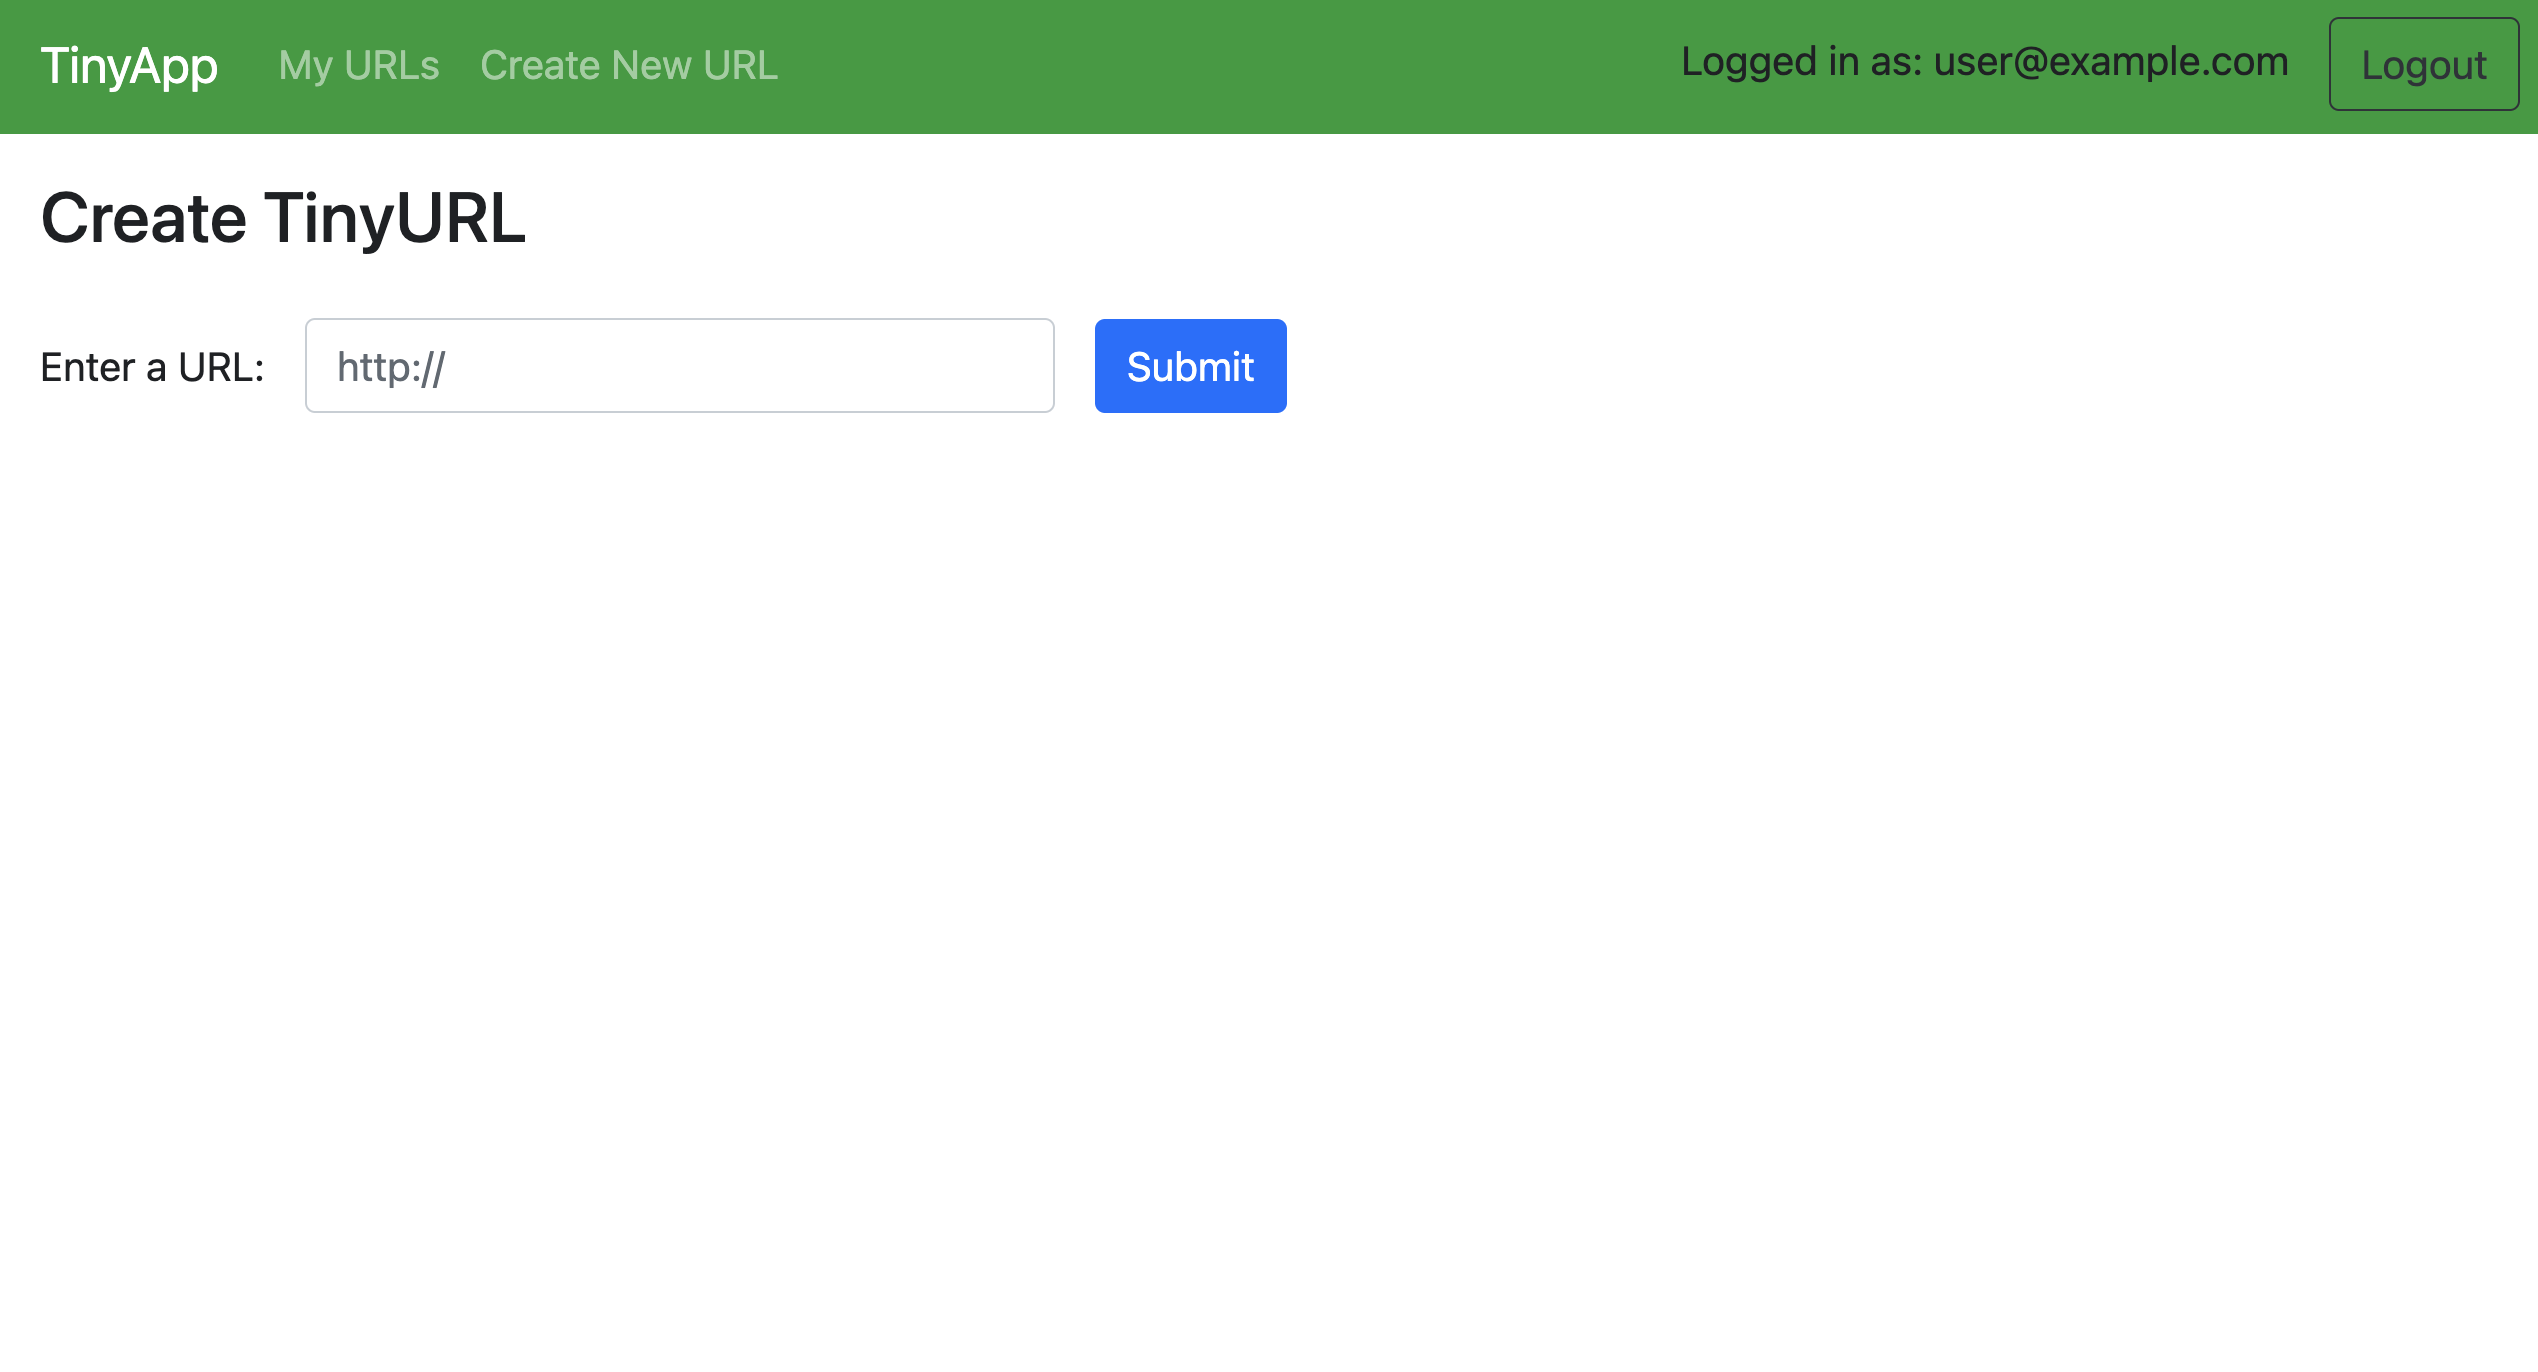 TinyApp My URLs Create New URL Logged in as: user@example.com Logout
Create TinyURL
Enter a URL: http:// Submit